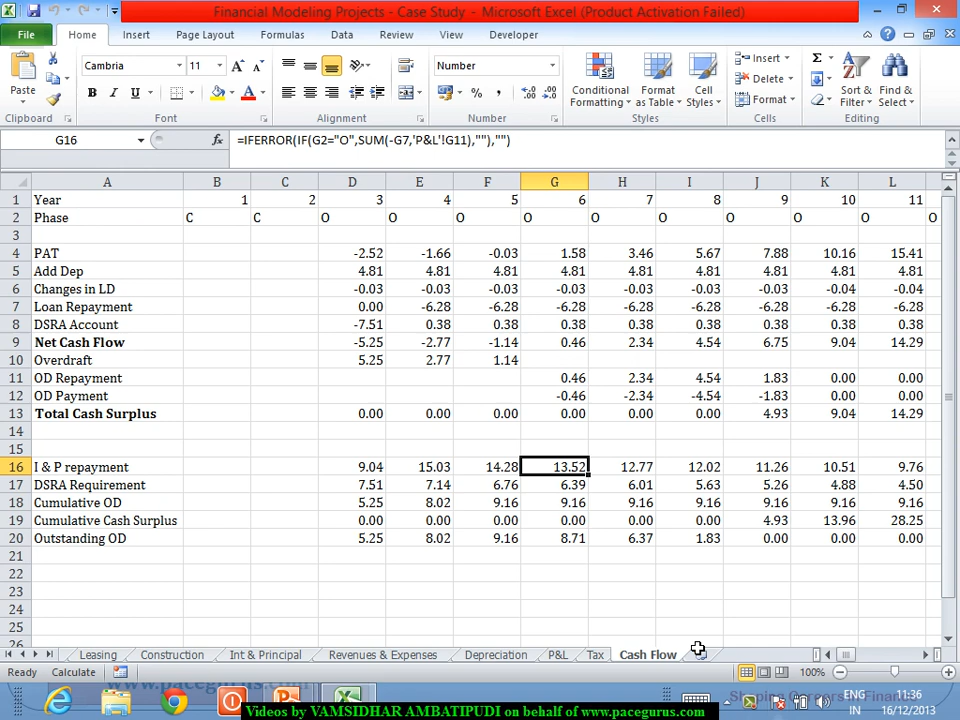 Financial Modeling Projects - Case Study - Microsoft Excel (Product Activation Failed)
File Home Insert Page Layout Formulas Data Review View Developer
Cambria 11 Number Insert Σ
Paste B I U A Delete
Conditional Formatting Format as Table Cell Styles Format Sort & Filter Find & Select
Clipboard Font Alignment Number Styles Cells Editing
G16 fx =IFERROR(IF(G2="O",SUM(-G7,'P&L'!G11),""),"")
A B C D E F G H I J K L
1 Year 1 2 3 4 5 6 7 8 9 10 11
2 Phase C C O O O O O O O O O O
3
4 PAT -2.52 -1.66 -0.03 1.58 3.46 5.67 7.88 10.16 15.41
5 Add Dep 4.81 4.81 4.81 4.81 4.81 4.81 4.81 4.81 4.81
6 Changes in LD -0.03 -0.03 -0.03 -0.03 -0.03 -0.03 -0.03 -0.04 -0.04
7 Loan Repayment 0.00 -6.28 -6.28 -6.28 -6.28 -6.28 -6.28 -6.28 -6.28
8 DSRA Account -7.51 0.38 0.38 0.38 0.38 0.38 0.38 0.38 0.38
9 Net Cash Flow -5.25 -2.77 -1.14 0.46 2.34 4.54 6.75 9.04 14.29
10 Overdraft 5.25 2.77 1.14
11 OD Repayment 0.46 2.34 4.54 1.83 0.00 0.00
12 OD Payment -0.46 -2.34 -4.54 -1.83 0.00 0.00
13 Total Cash Surplus 0.00 0.00 0.00 0.00 0.00 0.00 4.93 9.04 14.29
14
15
16 I & P repayment 9.04 15.03 14.28 13.52 12.77 12.02 11.26 10.51 9.76
17 DSRA Requirement 7.51 7.14 6.76 6.39 6.01 5.63 5.26 4.88 4.50
18 Cumulative OD 5.25 8.02 9.16 9.16 9.16 9.16 9.16 9.16 9.16
19 Cumulative Cash Surplus 0.00 0.00 0.00 0.00 0.00 0.00 4.93 13.96 28.25
20 Outstanding OD 5.25 8.02 9.16 8.71 6.37 1.83 0.00 0.00 0.00
21
22
23
24
25
26
Leasing Construction Int & Principal Revenues & Expenses Depreciation P&L Tax Cash Flow
Ready Calculate 100%
www.pacegurus.com Shaping Careers in Finance
ENG 11:36
IN 16/12/2013
Videos by VAMSIDHAR AMBATIPUDI on behalf of www.pacegurus.com